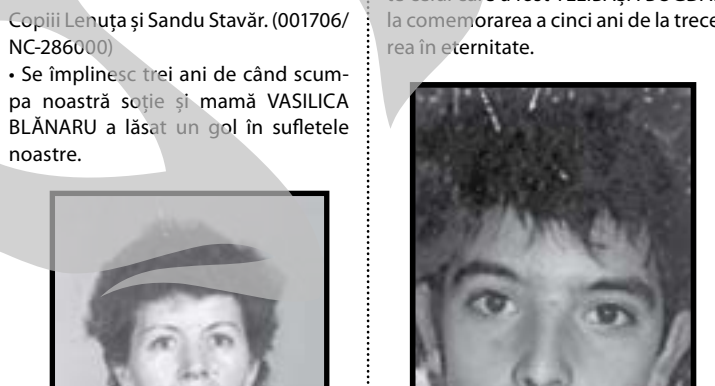 Copiii Lenuța și Sandu Stavăr. (001706/
NC-286000)
• Se împlinesc trei ani de când scum-
pa noastră soție și mamă VASILICA
BLĂNARU a lăsat un gol în sufletele
noastre.
la comemorarea a cinci ani de la trece-
rea în eternitate.